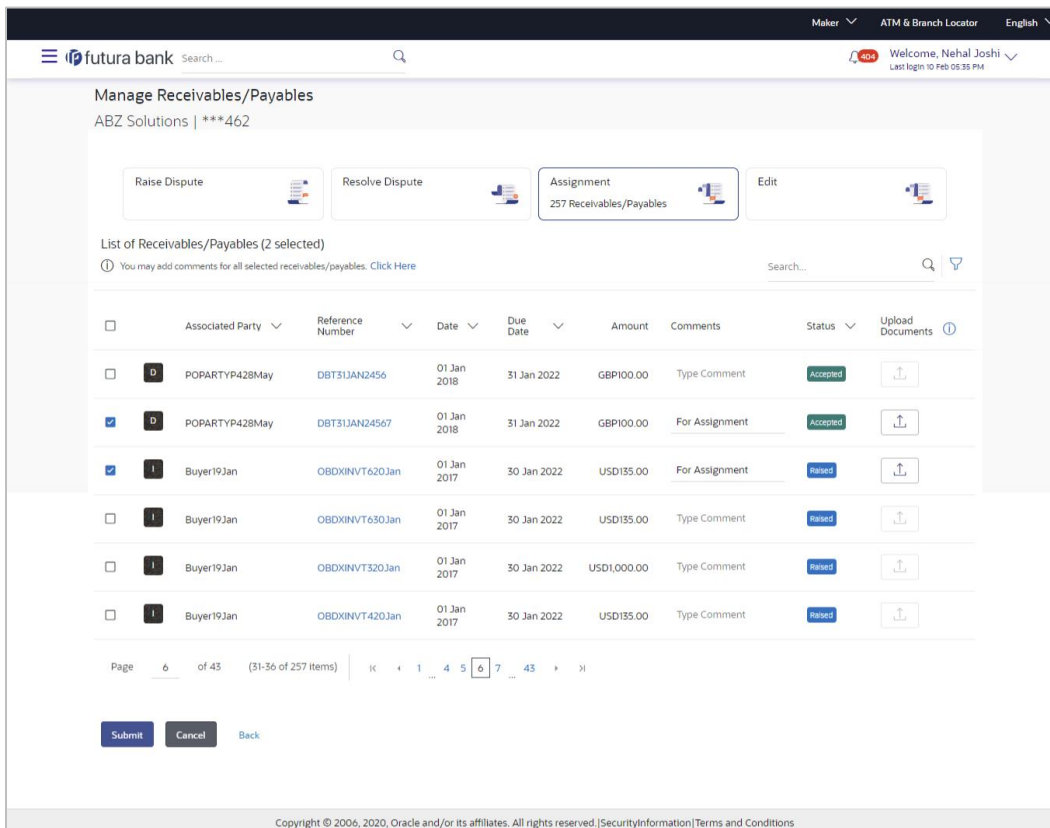 Maker ATM & Branch Locator English
futura bank Search ... 404 Welcome, Nehal Joshi
Last login 10 Feb 05:35 PM
Manage Receivables/Payables
ABZ Solutions | ***462
Raise Dispute Resolve Dispute Assignment Edit
257 Receivables/Payables
List of Receivables/Payables (2 selected)
You may add comments for all selected receivables/payables. Click Here Search...
Associated Party Reference Number Date Due Date Amount Comments Status Upload Documents
D POPARTYP428May DBT31JAN2456 01 Jan 2018 31 Jan 2022 GBP100.00 Type Comment Accepted
D POPARTYP428May DBT31JAN24567 01 Jan 2018 31 Jan 2022 GBP100.00 For Assignment Accepted
I Buyer19Jan OBDXINVT620Jan 01 Jan 2017 30 Jan 2022 USD135.00 For Assignment Raised
I Buyer19Jan OBDXINVT630Jan 01 Jan 2017 30 Jan 2022 USD135.00 Type Comment Raised
I Buyer19Jan OBDXINVT320Jan 01 Jan 2017 30 Jan 2022 USD1,000.00 Type Comment Raised
I Buyer19Jan OBDXINVT420Jan 01 Jan 2017 30 Jan 2022 USD135.00 Type Comment Raised
Page 6 of 43 (31-36 of 257 items) 1 ... 4 5 6 7 ... 43
Submit Cancel Back
Copyright © 2006, 2020, Oracle and/or its affiliates. All rights reserved.|SecurityInformation|Terms and Conditions